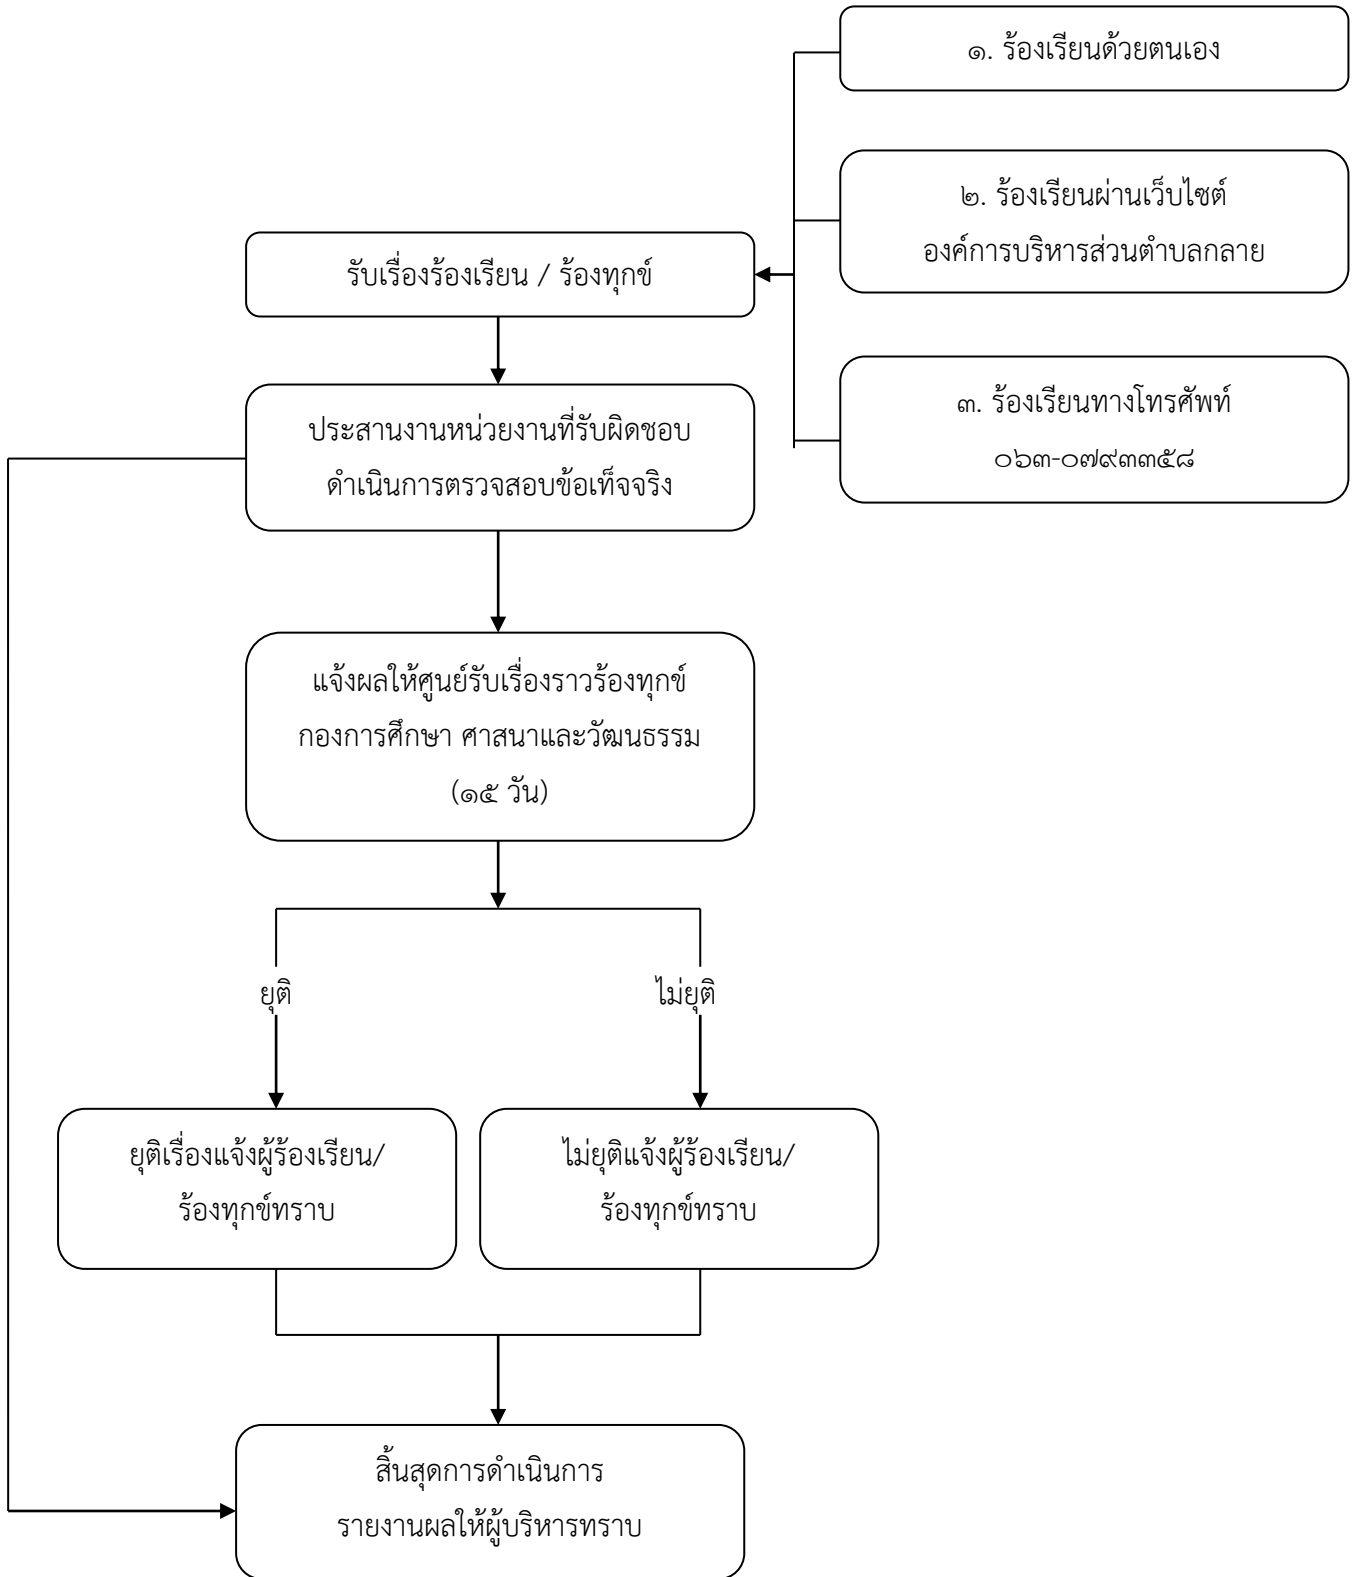 ๑. ร้องเรียนด้วยตนเอง
๒. ร้องเรียนผ่านเว็บไซต์
องค์การบริหารส่วนตำบลกลาย
รับเรื่องร้องเรียน / ร้องทุกข์
๓. ร้องเรียนทางโทรศัพท์
๐๖๓-๐๗๙๓๓๕๘
ประสานงานหน่วยงานที่รับผิดชอบ
ดำเนินการตรวจสอบข้อเท็จจริง
แจ้งผลให้ศูนย์รับเรื่องราวร้องทุกข์
กองการศึกษา ศาสนาและวัฒนธรรม
(๑๕ วัน)
ยุติ
ไม่ยุติ
ยุติเรื่องแจ้งผู้ร้องเรียน/
ร้องทุกข์ทราบ
ไม่ยุติแจ้งผู้ร้องเรียน/
ร้องทุกข์ทราบ
สิ้นสุดการดำเนินการ
รายงานผลให้ผู้บริหารทราบ